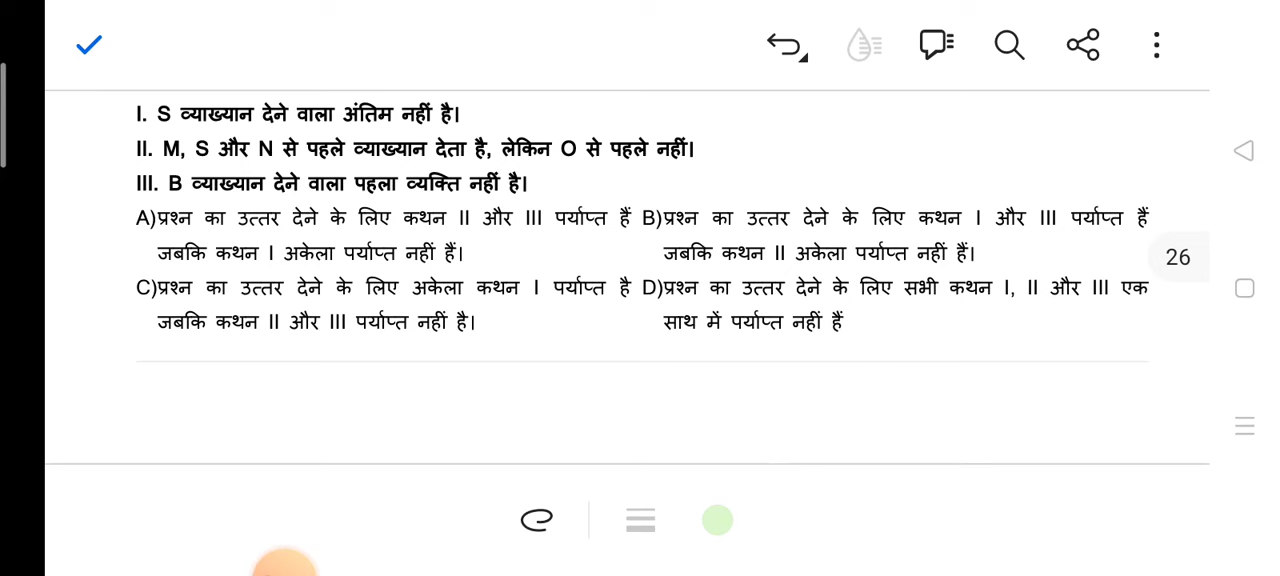 I. S व्याख्यान देने वाला अंतिम नहीं है।
II. M, S और N से पहले व्याख्यान देता है, लेकिन O से पहले नहीं।
III. B व्याख्यान देने वाला पहला व्यक्ति नहीं है।
A)प्रश्न का उत्तर देने के लिए कथन II और III पर्याप्त हैं B)प्रश्न का उत्तर देने के लिए कथन I और III पर्याप्त हैं
जबकि कथन I अकेला पर्याप्त नहीं हैं। जबकि कथन II अकेला पर्याप्त नहीं हैं।
26
C)प्रश्न का उत्तर देने के लिए अकेला कथन I पर्याप्त है D)प्रश्न का उत्तर देने के लिए सभी कथन I, II और III एक
जबकि कथन II और III पर्याप्त नहीं है। साथ में पर्याप्त नहीं हैं